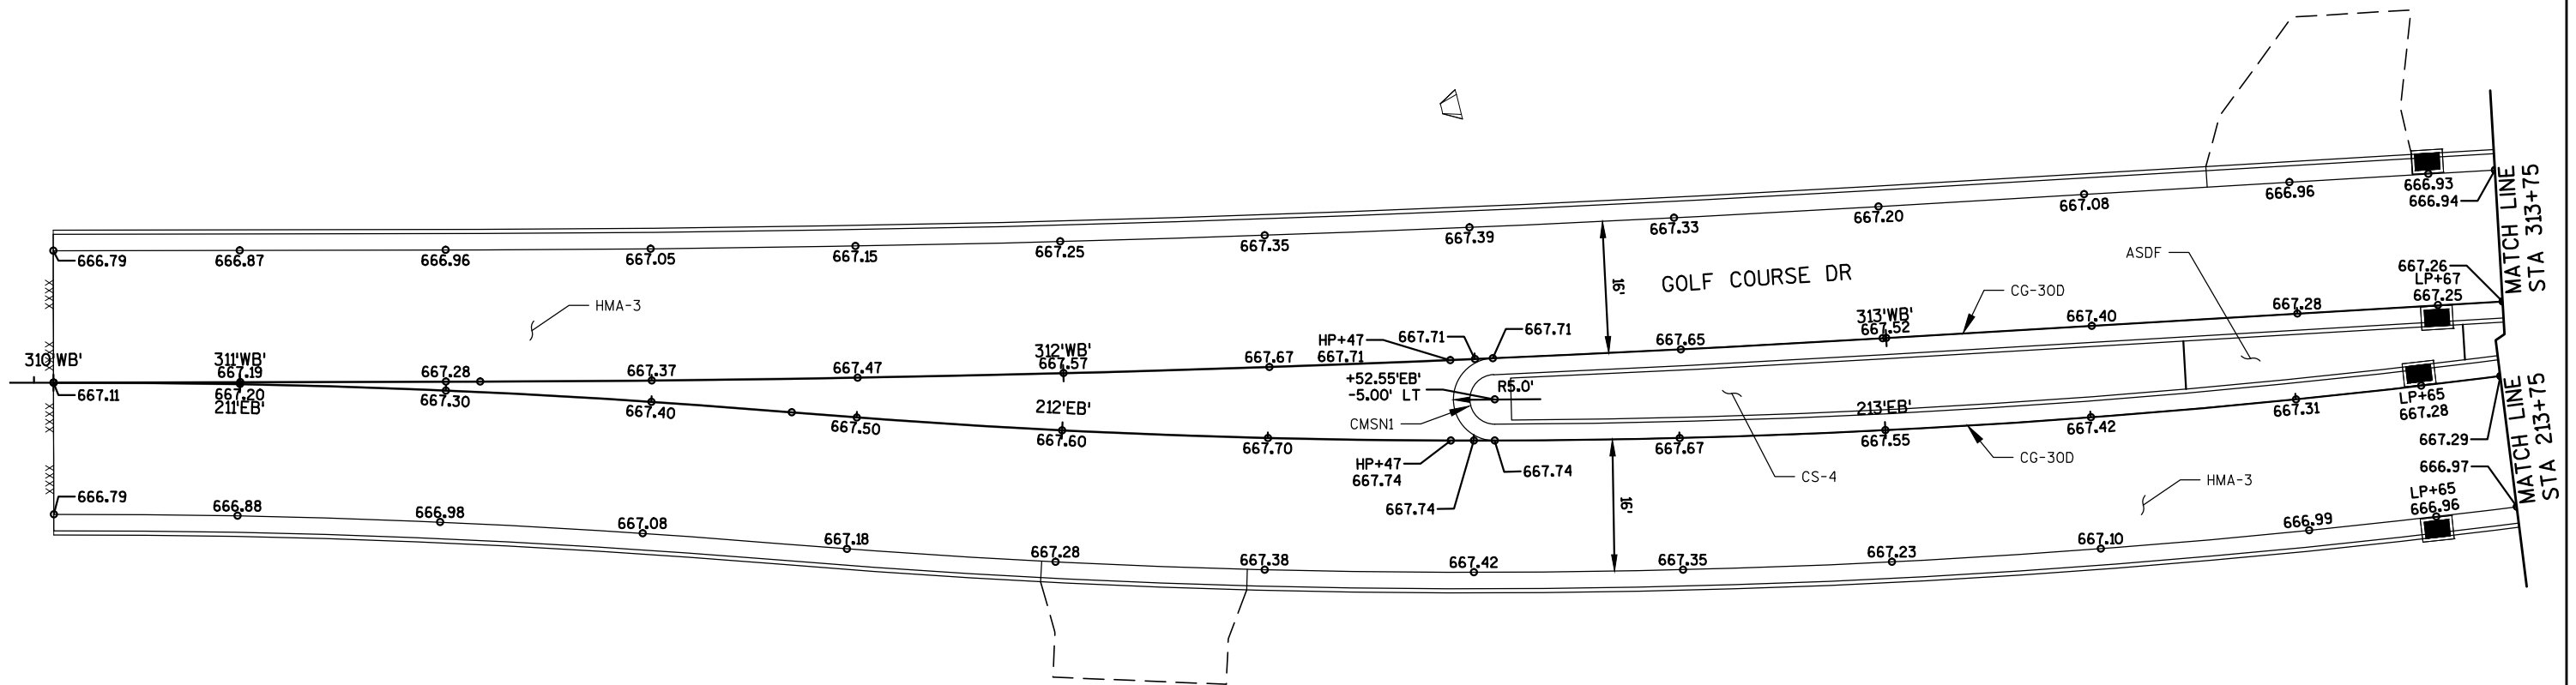 666.79
666.87
666.96
667.05
667.15
667.25
667.35
667.39
667.33
667.20
667.08
666.96
666.93
666.94
MATCH LINE
STA 313+75
HMA-3
16'
GOLF COURSE DR
CG-30D
ASDF
667.26
LP+67
667.25
310'WB'
667.11
311'WB'
667.19
667.20
211'EB'
667.28
667.30
667.37
667.40
667.47
667.50
312'WB'
667.57
212'EB'
667.60
667.67
667.70
HP+47
667.71
667.71
667.71
+52.55'EB'
-5.00' LT
R5.0'
CMSN1
HP+47
667.74
667.74
667.74
667.65
667.67
313'WB'
667.52
213'EB'
667.55
667.40
667.42
667.28
667.31
LP+65
667.28
667.29
MATCH LINE
STA 213+75
CS-4
CG-30D
HMA-3
16'
666.79
666.88
666.98
667.08
667.18
667.28
667.38
667.42
667.35
667.23
667.10
666.99
LP+65
666.96
666.97